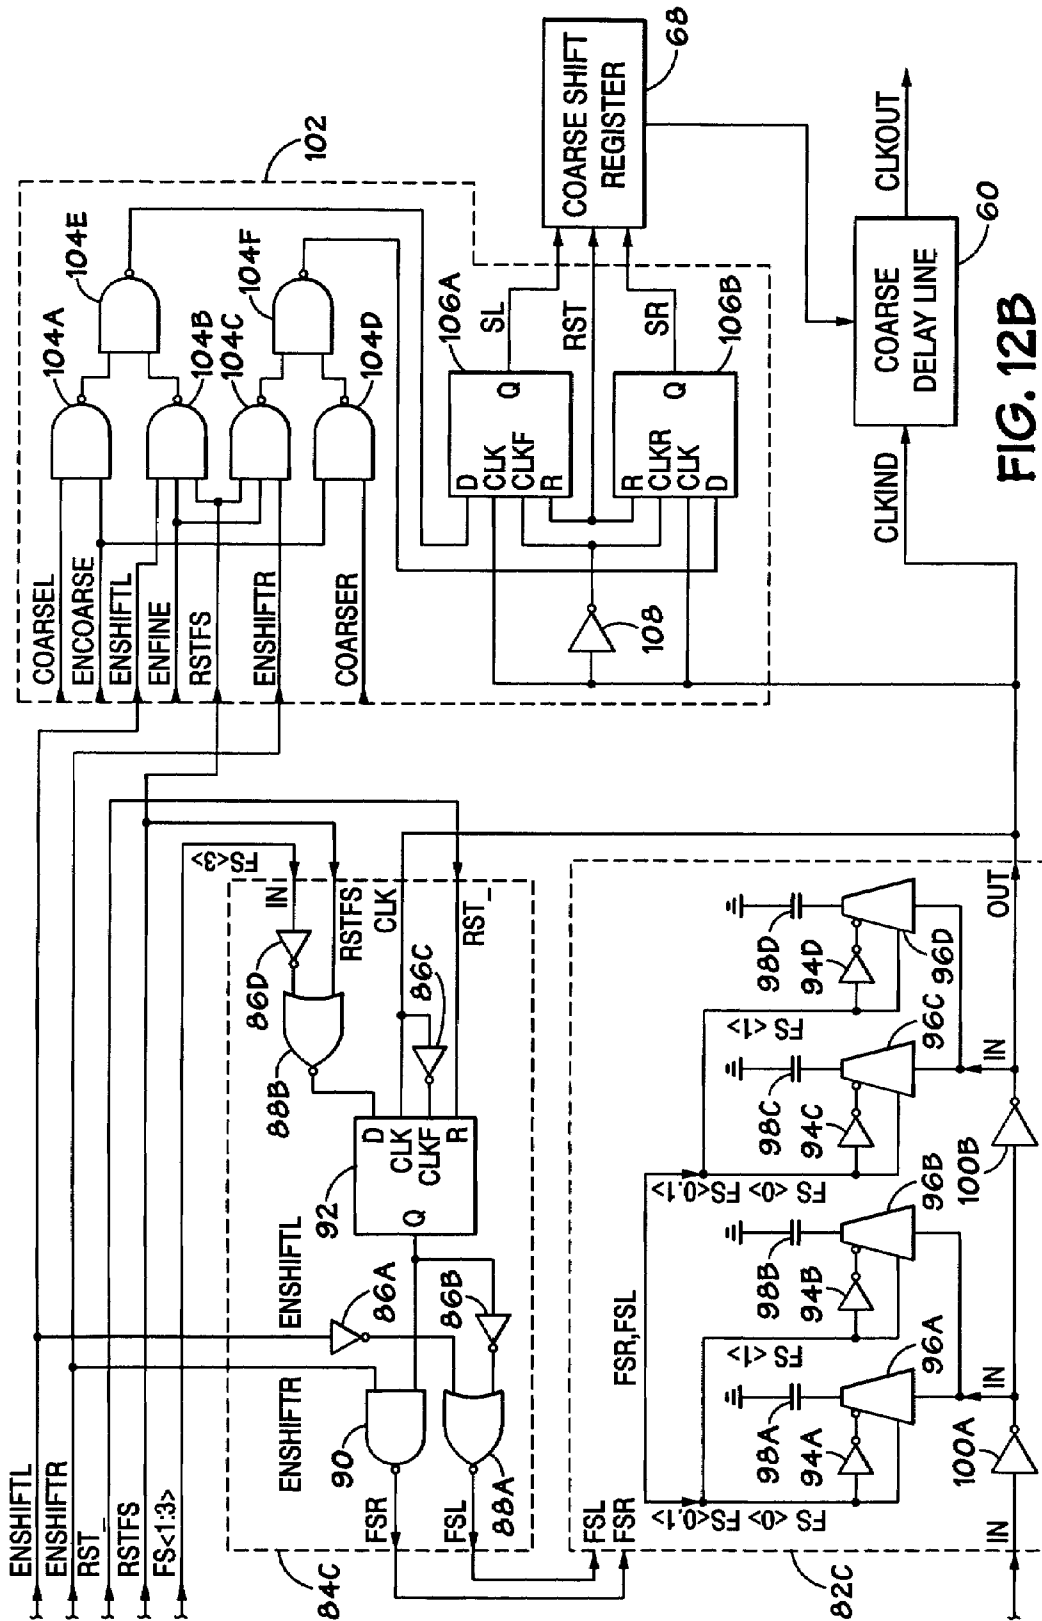 ENSHIFTL
ENSHIFTR
RST_
RSTFS
FS<1:3>
COARSEL
ENCOARSE
ENSHIFTL
ENFINE
RSTFS
ENSHIFTR
COARSER
104A
104E
104B
104C
104F
104D
102
106A
D
CLK
CLKF
R
Q
SL
RST
R
CLKR
CLK
D
Q
SR
106B
108
COARSE SHIFT
REGISTER
68
COARSE
DELAY LINE
60
CLKIND
CLKOUT
FS<3>
IN
RSTFS
CLK
RST_
86D
88B
86C
92
D
CLK
CLKF
R
Q
ENSHIFTL
ENSHIFTR
86A
86B
90
88A
FSR
FSL
84C
FSL
FSR
FSR,FSL
FS<0.1>
FS <0>
FS <1>
98A
94A
96A
98B
94B
96B
FS<0.1>
FS <0>
FS <1>
98C
94C
96C
98D
94D
96D
IN
100A
IN
100B
IN
OUT
82C
FIG. 12B